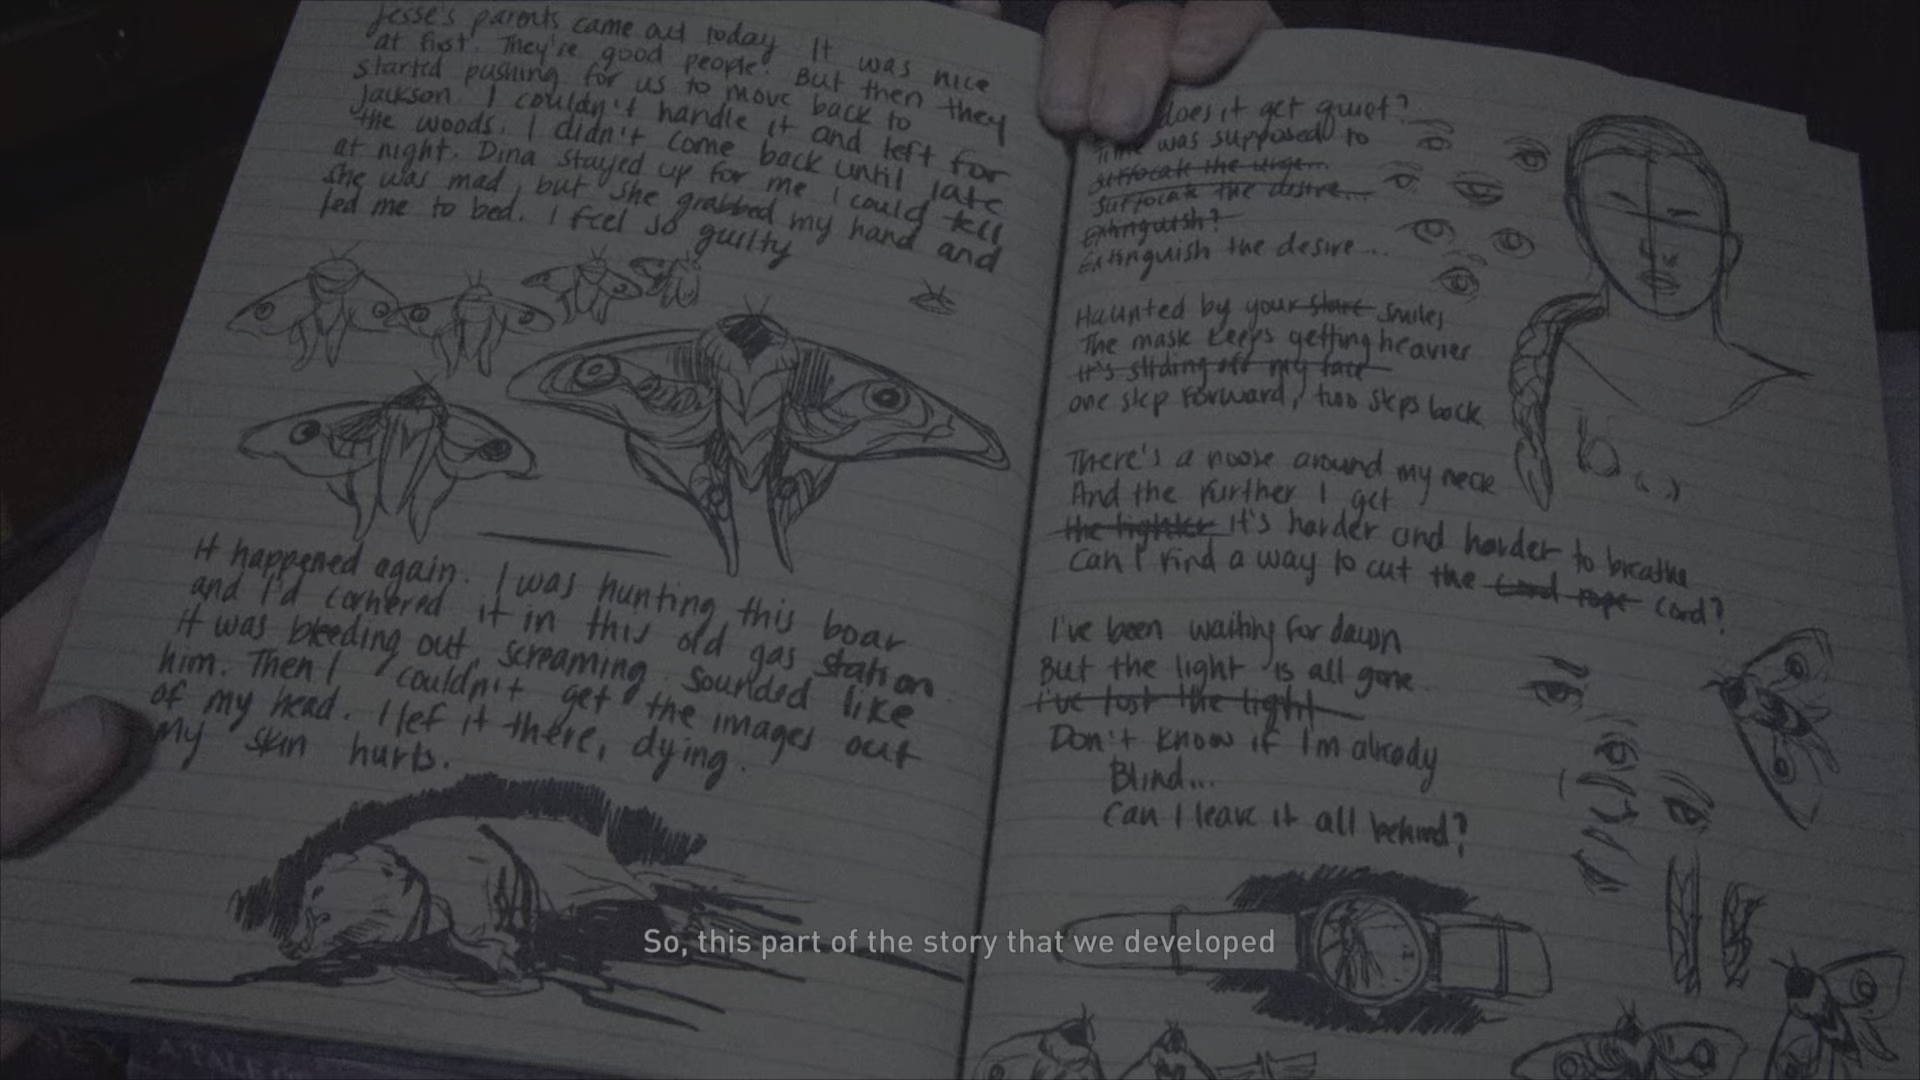 Jesse's parents came out today It was nice
at first. They're good people. But then they
started pushing for us to move back to
Jackson. I couldn't handle it and left for
the woods. I didn't come back until late
at night. Dina stayed up for me I could tell
she was mad, but she grabbed my hand and
led me to bed. I feel so guilty
It happened again. I was hunting this boar
and I'd cornered it in this old gas station
It was bleeding out, screaming. Sounded like
him. Then I couldn't get the images out
of my head. I lef it there, dying.
My skin hurts.
does it get quiet?
Time was supposed to
suffocate the urge...
suffocate the desire...
Extinguish?
Extinguish the desire...
Haunted by your stare smiles
The mask keeps getting heavier
it's sliding off my face
one step forward, two steps back
There's a noose around my neck
And the further I get
the tighter it's harder and harder to breathe
Can I find a way to cut the cord rope cord?
I've been waiting for dawn
But the light is all gone
I've lost the light
Don't know if I'm already
Blind...
Can I leave it all behind?
So, this part of the story that we developed
A TALE